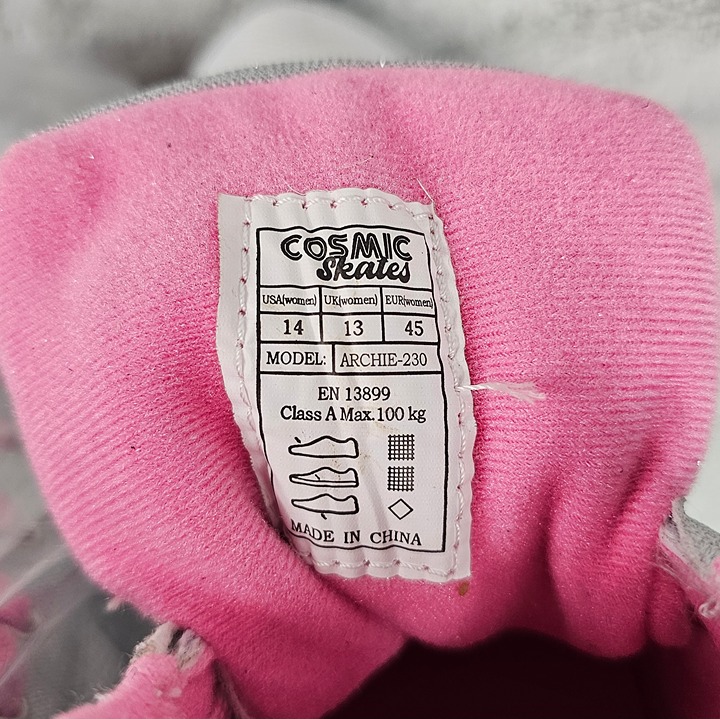 COSMIC
Skates
USA(women) UK(women) EUR(women)
14 13 45
MODEL: ARCHIE-230
EN 13899
Class A Max.100 kg
MADE IN CHINA